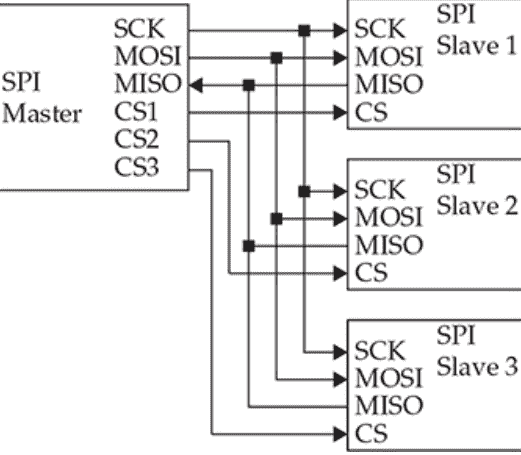 SPI
Master
SCK
MOSI
MISO
CS1
CS2
CS3
SPI
Slave 1
SCK
MOSI
MISO
CS
SPI
Slave 2
SCK
MOSI
MISO
CS
SPI
Slave 3
SCK
MOSI
MISO
CS